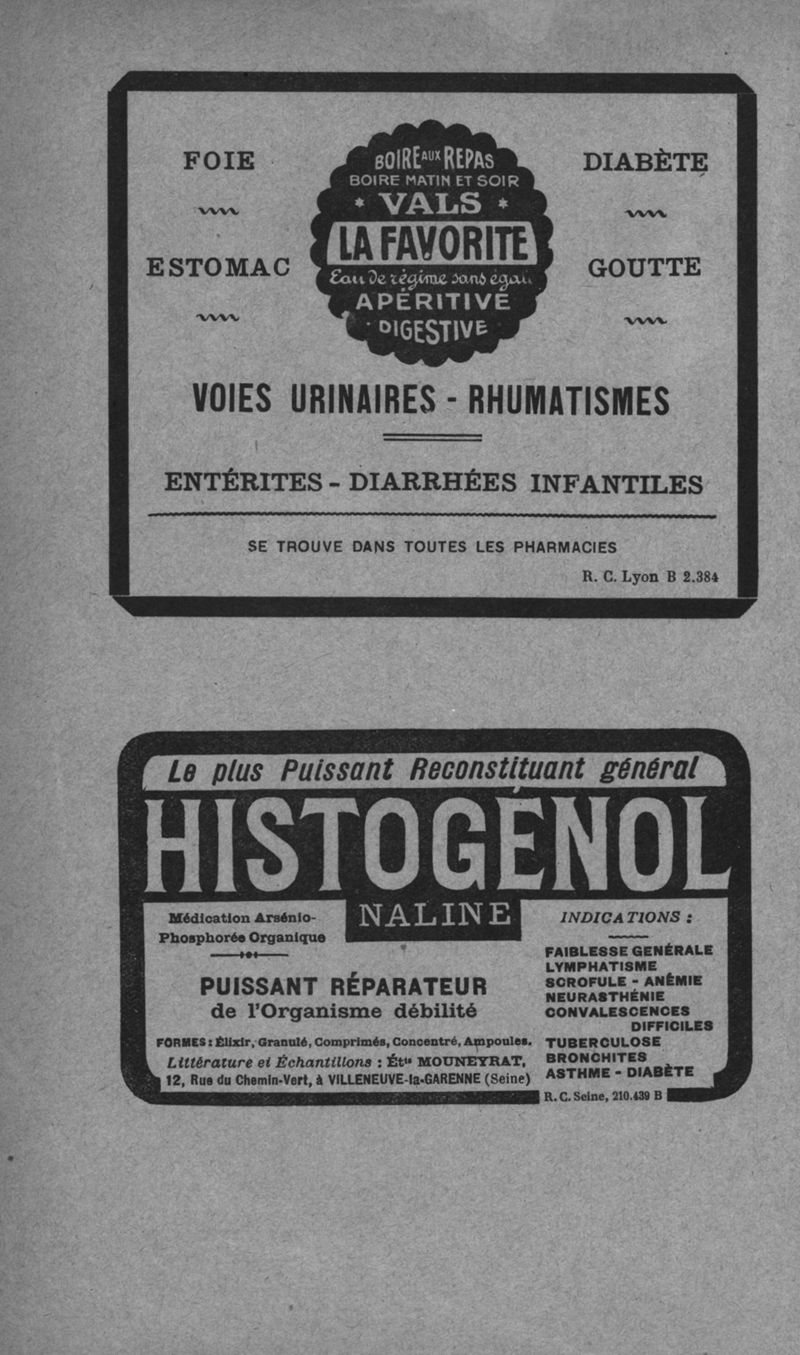 BOIRE AUX REPAS
BOIRE MATIN ET SOIR
* VALS *
LA FAVORITE
Eau de régime sans égale
APÉRITIVE
DIGESTIVE
FOIE
ESTOMAC
DIABÈTE
GOUTTE
VOIES URINAIRES - RHUMATISMES
ENTÉRITES - DIARRHÉES INFANTILES
SE TROUVE DANS TOUTES LES PHARMACIES
R. C. Lyon B 2.384
Le plus Puissant Reconstituant général
HISTOGÉNOL
NALINE
Médication Arsénio-
Phosphorée Organique
PUISSANT RÉPARATEUR
de l'Organisme débilité
FORMES : Élixir, Granulé, Comprimés, Concentré, Ampoules.
Littérature et Échantillons : Éts MOUNEYRAT,
12, Rue du Chemin-Vert, à VILLENEUVE-la-GARENNE (Seine)
INDICATIONS :
FAIBLESSE GENÉRALE
LYMPHATISME
SCROFULE - ANÉMIE
NEURASTHÉNIE
CONVALESCENCES
DIFFICILES
TUBERCULOSE
BRONCHITES
ASTHME - DIABÈTE
R. C. Seine, 210.439 B